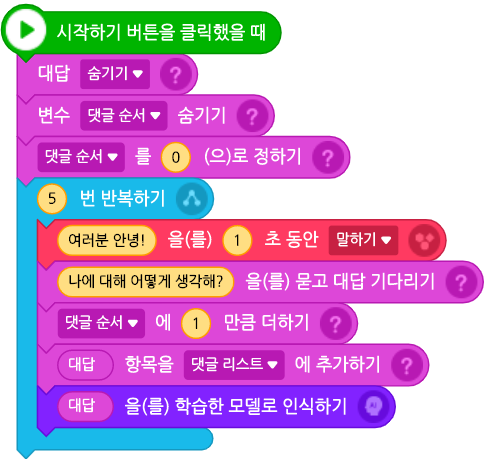 시작하기 버튼을 클릭했을 때
대답 숨기기 ?
변수 댓글 순서 숨기기 ?
댓글 순서 를 0 (으)로 정하기 ?
5 번 반복하기
여러분 안녕! 을(를) 1 초 동안 말하기
나에 대해 어떻게 생각해? 을(를) 묻고 대답 기다리기 ?
댓글 순서 에 1 만큼 더하기 ?
대답 항목을 댓글 리스트 에 추가하기 ?
대답 을(를) 학습한 모델로 인식하기 AI